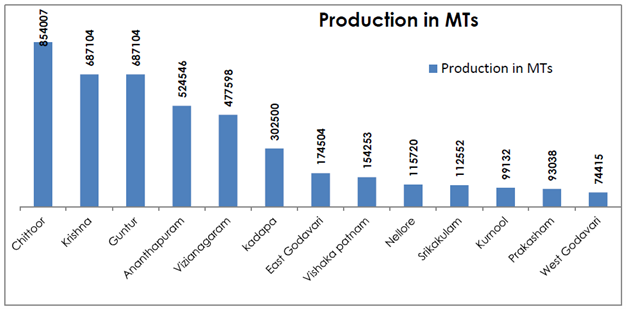 Production in MTs
Production in MTs
854007
687104
687104
524546
477598
302500
174504
154253
115720
112552
99132
93038
74415
Chittoor
Krishna
Guntur
Ananthapuram
Vizianagaram
kadapa
East Godavari
Vishaka patnam
Nellore
Srikakulam
Kurnool
Prakasham
West Godavari